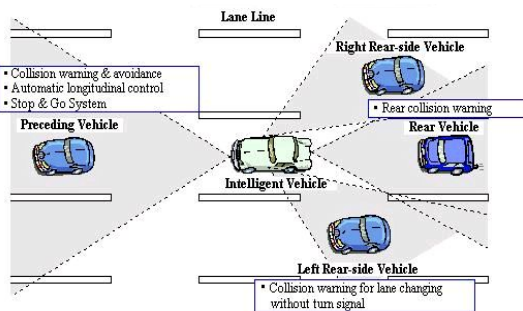 Lane Line
Right Rear-side Vehicle
▪ Collision warning & avoidance
▪ Automatic longitudinal control
▪ Stop & Go System
▪ Rear collision warning
Preceding Vehicle
Rear Vehicle
Intelligent Vehicle
Left Rear-side Vehicle
▪ Collision warning for lane changing
without turn signal